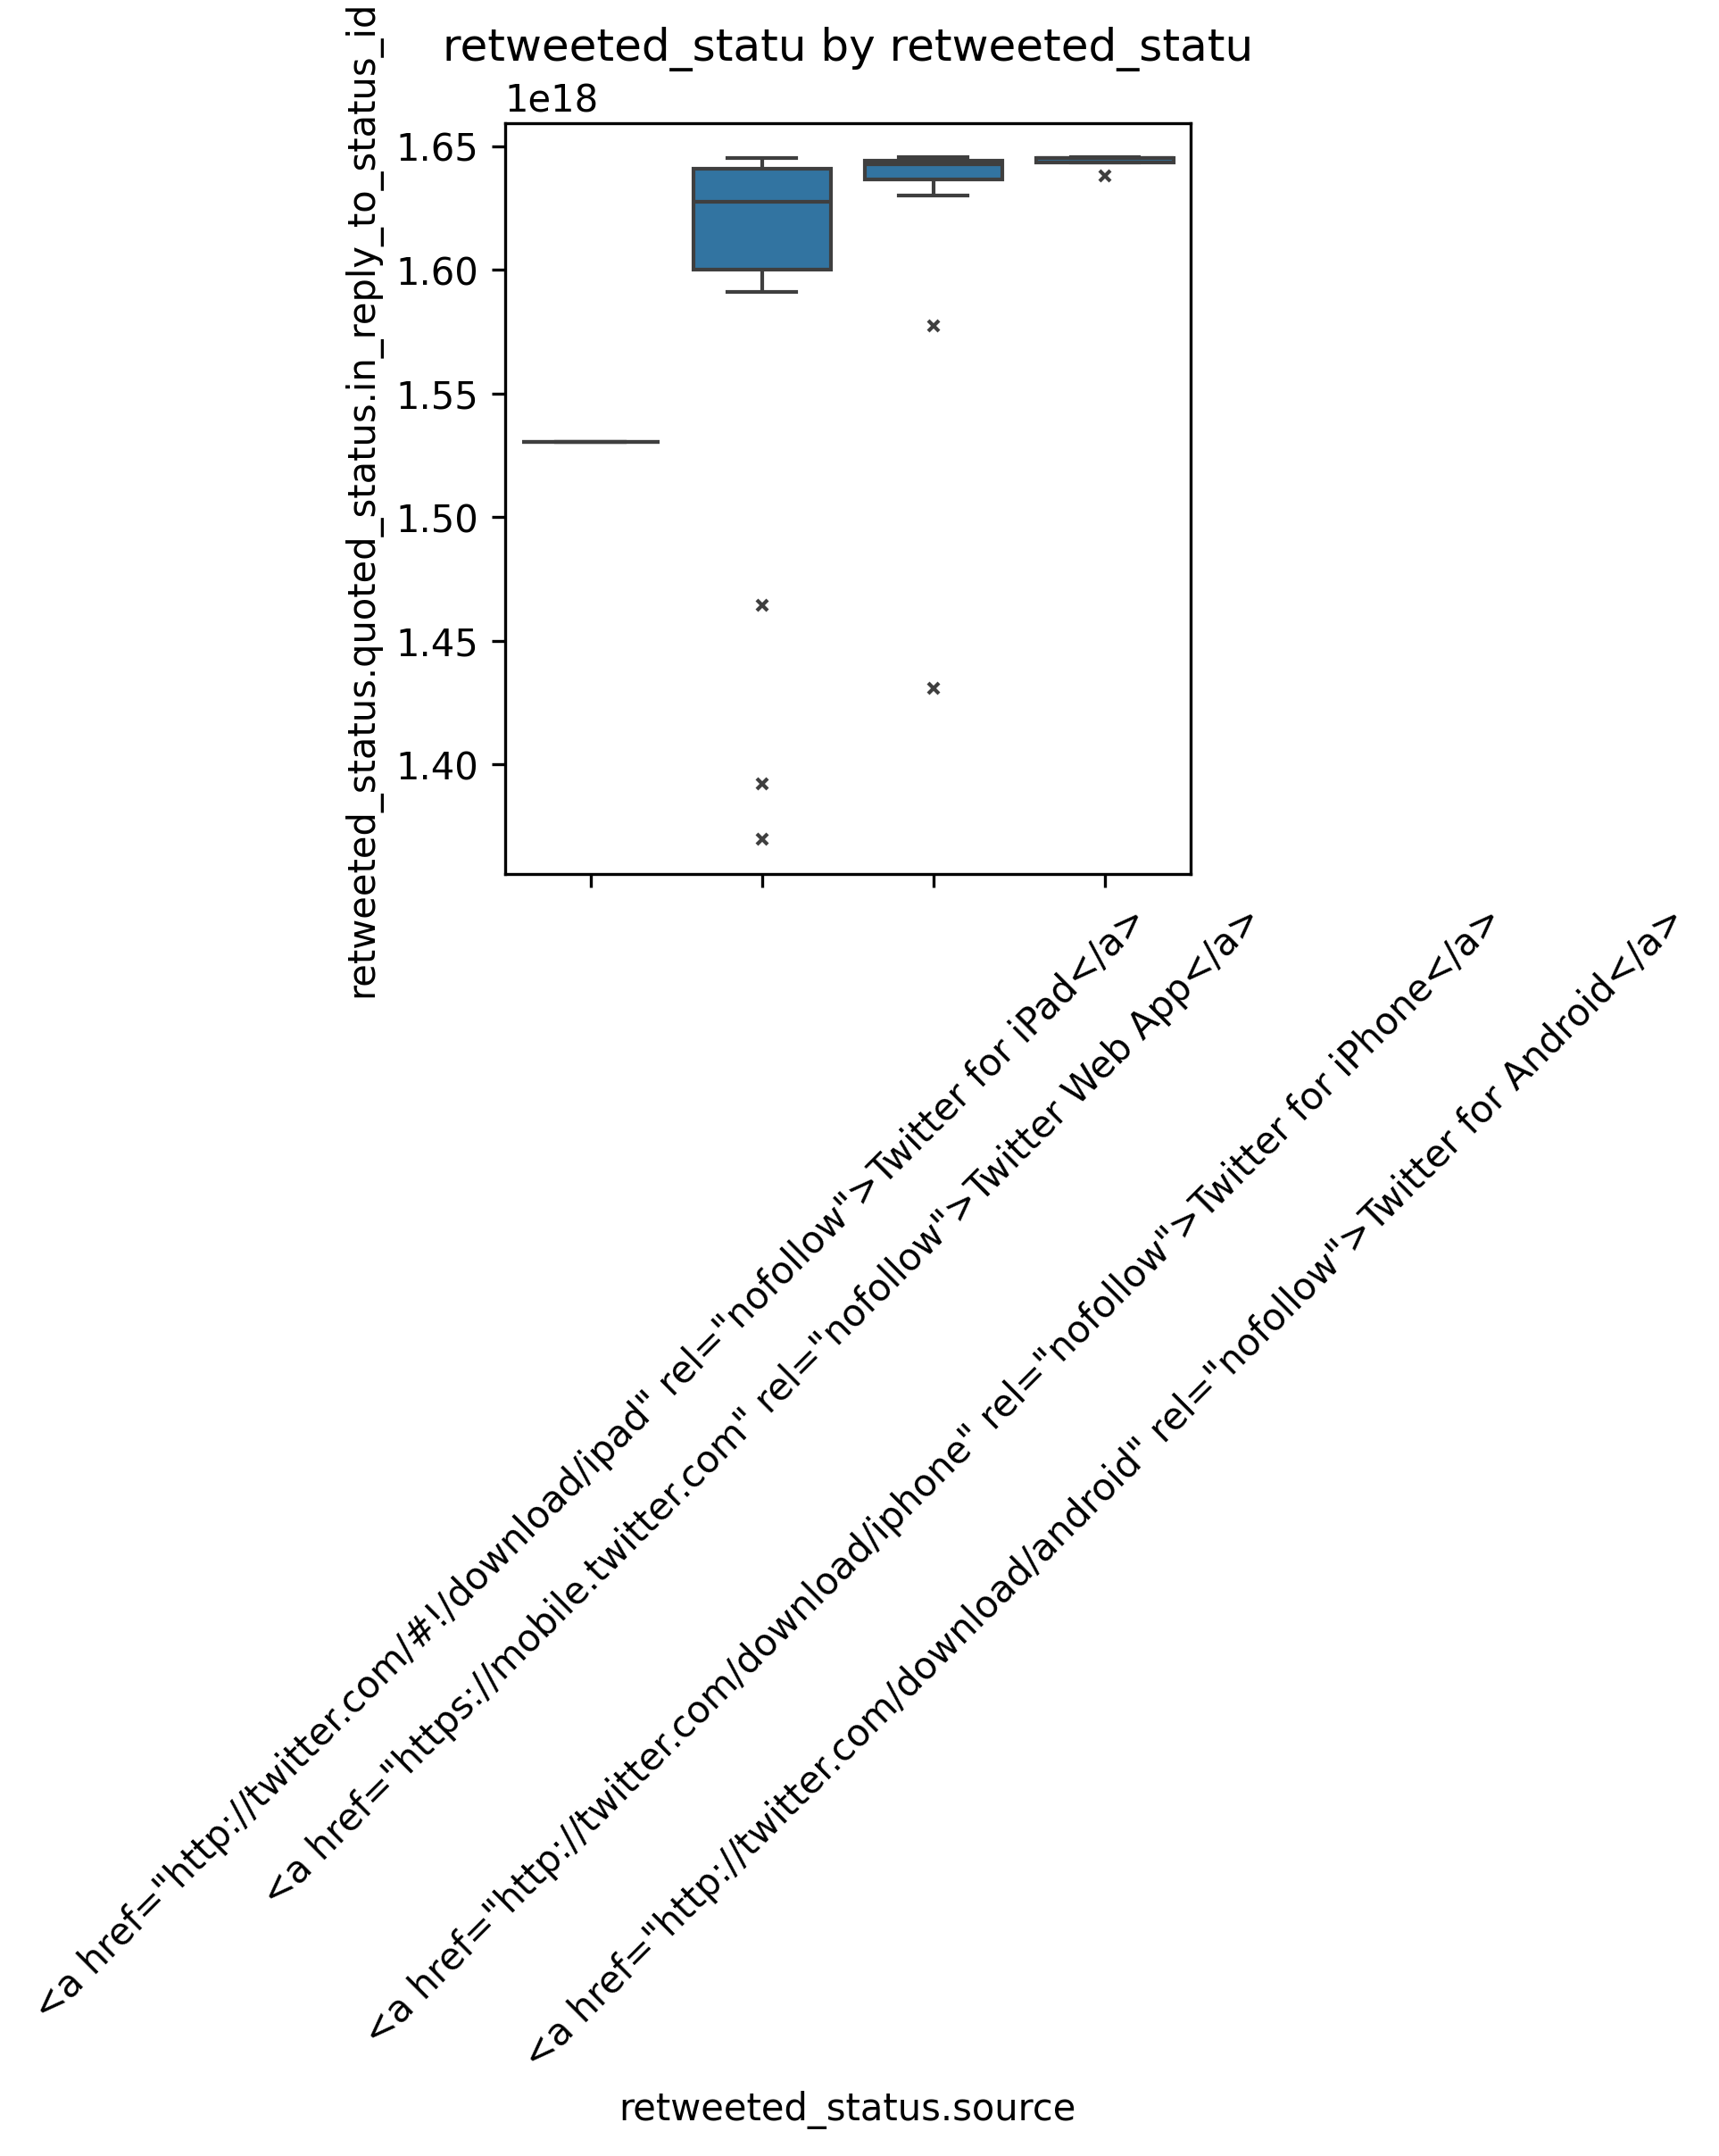 retweeted_statu by retweeted_statu
1e18
retweeted_status.quoted_status.in_reply_to_status_id
1.65
1.60
1.55
1.50
1.45
1.40
<a href="http://twitter.com/#!/download/ipad" rel="nofollow">Twitter for iPad</a>
<a href="https://mobile.twitter.com" rel="nofollow">Twitter Web App</a>
<a href="http://twitter.com/download/iphone" rel="nofollow">Twitter for iPhone</a>
<a href="http://twitter.com/download/android" rel="nofollow">Twitter for Android</a>
retweeted_status.source